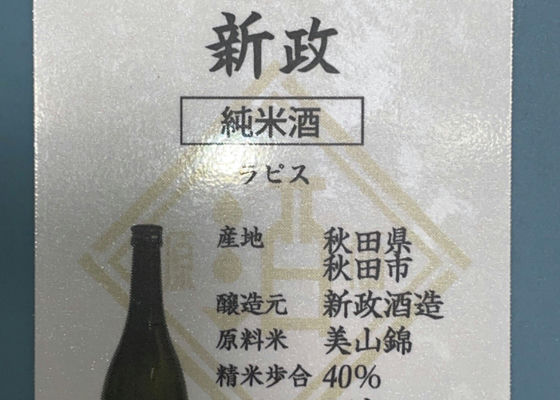 新政
純米酒
ラピス
産地 秋田県
秋田市
醸造元 新政酒造
原料米 美山錦
精米歩合 40%